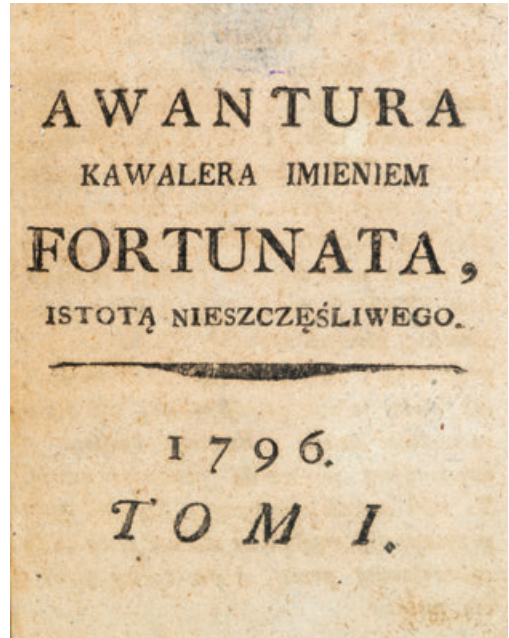 AWANTURA
KAWALERA IMIENIEM
FORTUNATA,
ISTOTĄ NIESZCZĘŚLIWEGO.
1796.
TOM I.